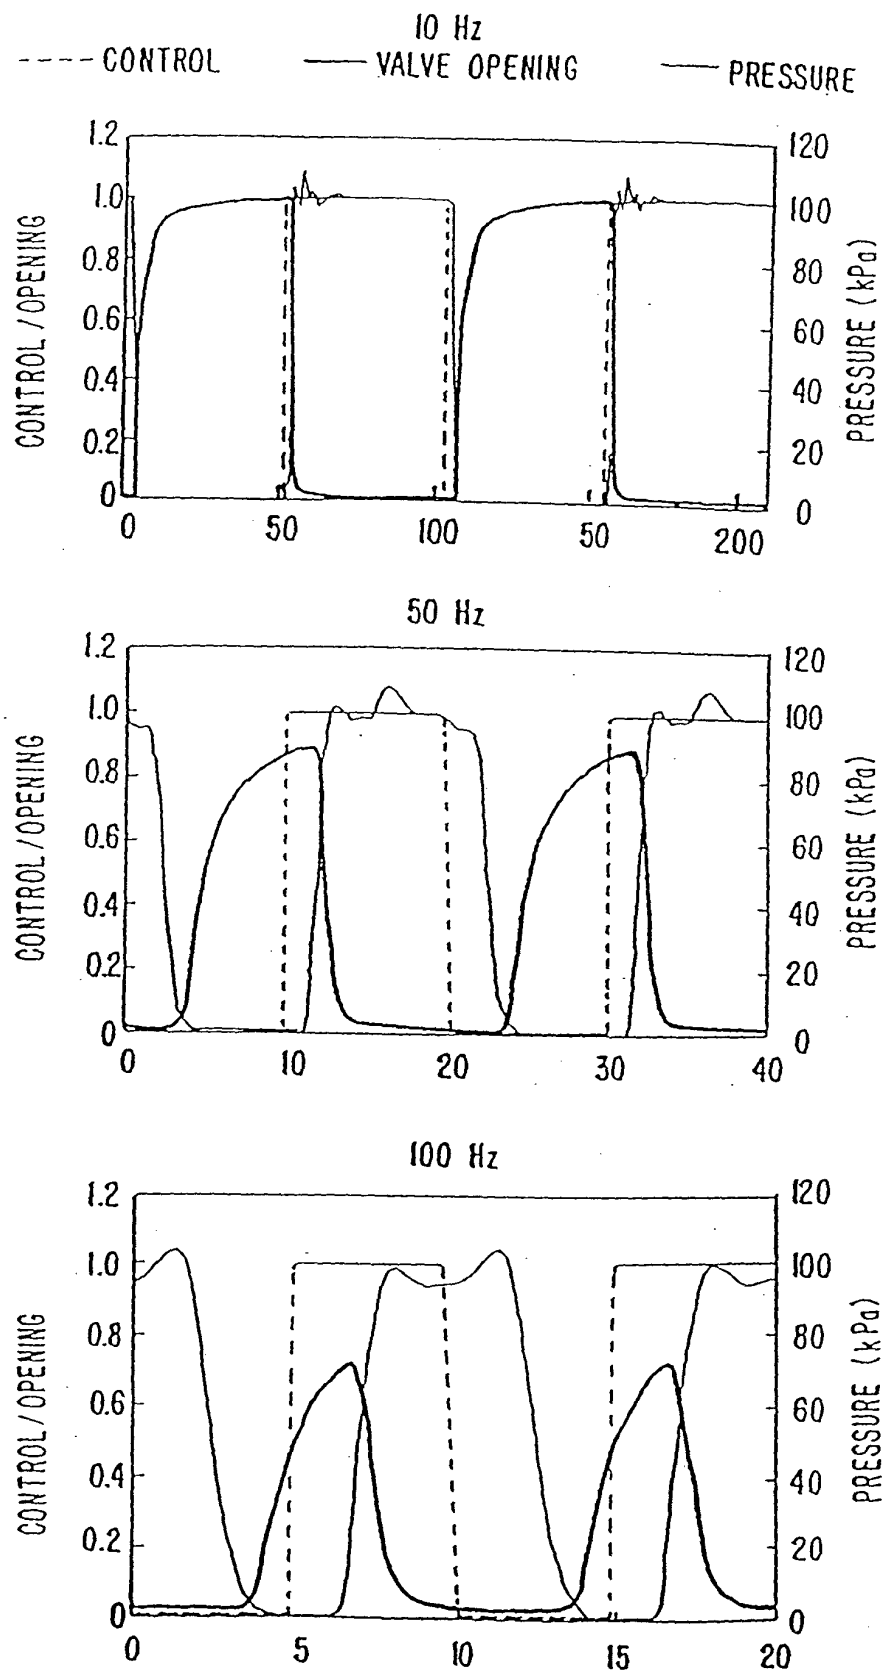 10 Hz
CONTROL VALVE OPENING PRESSURE
1.2 120
1.0 100
0.8 80
0.6 60
0.4 40
0.2 20
0 0
CONTROL/OPENING
PRESSURE (kPa)
0 50 100 50 200
50 Hz
1.2 120
1.0 100
0.8 80
0.6 60
0.4 40
0.2 20
0 0
CONTROL/OPENING
PRESSURE (kPa)
0 10 20 30 40
100 Hz
1.2 120
1.0 100
0.8 80
0.6 60
0.4 40
0.2 20
0 0
CONTROL/OPENING
PRESSURE (kPa)
0 5 10 15 20